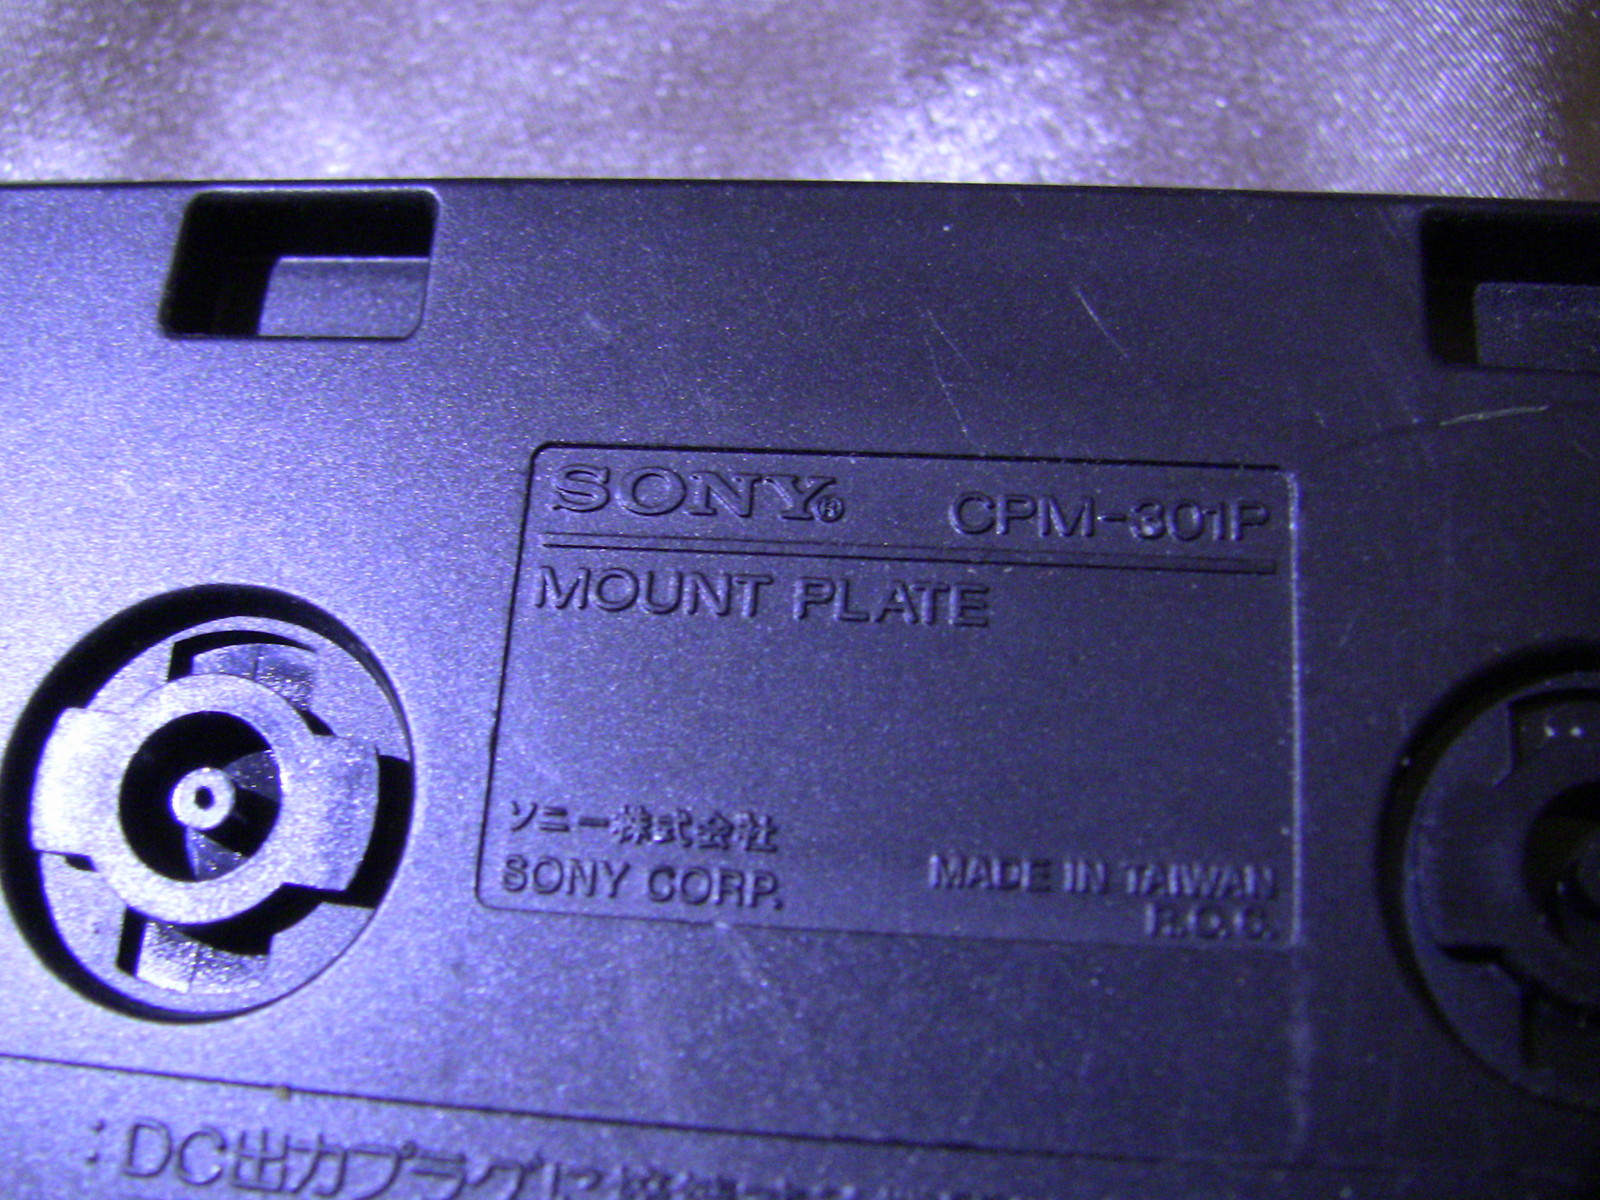 SONY® CPM-301P
MOUNT PLATE
ソニー株式会社
SONY CORP.
MADE IN TAIWAN
R.O.C.
:DC出力プラグに